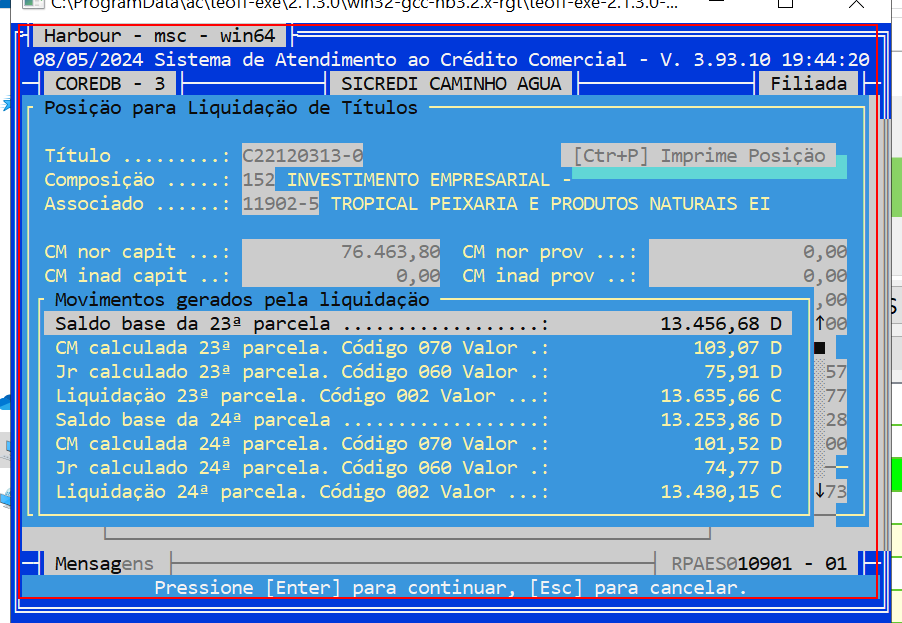 C:\ProgramData\ac\teoff-exe\2.1.3.0\win32-gcc-hb3.2.x-rgt\teoff-exe-2.1.3.0-...
Harbour - msc - win64
08/05/2024 Sistema de Atendimento ao Crédito Comercial - V. 3.93.10 19:44:20
COREDB - 3 SICREDI CAMINHO AGUA Filiada
Posição para Liquidação de Títulos
Título .........: C22120313-0 [Ctr+P] Imprime Posição
Composição .....: 152 INVESTIMENTO EMPRESARIAL -
Associado ......: 11902-5 TROPICAL PEIXARIA E PRODUTOS NATURAIS EI
CM nor capit ...: 76.463,80 CM nor prov ...: 0,00
CM inad capit ..: 0,00 CM inad prov ..: 0,00
Movimentos gerados pela liquidação ,00
Saldo base da 23ª parcela ..................: 13.456,68 D ↑00
CM calculada 23ª parcela. Código 070 Valor .: 103,07 D
Jr calculado 23ª parcela. Código 060 Valor .: 75,91 D 57
Liquidação 23ª parcela. Código 002 Valor ...: 13.635,66 C 77
Saldo base da 24ª parcela ..................: 13.253,86 D 28
CM calculada 24ª parcela. Código 070 Valor .: 101,52 D 00
Jr calculado 24ª parcela. Código 060 Valor .: 74,77 D
Liquidação 24ª parcela. Código 002 Valor ...: 13.430,15 C ↓73
Mensagens RPAES010901 - 01
Pressione [Enter] para continuar, [Esc] para cancelar.